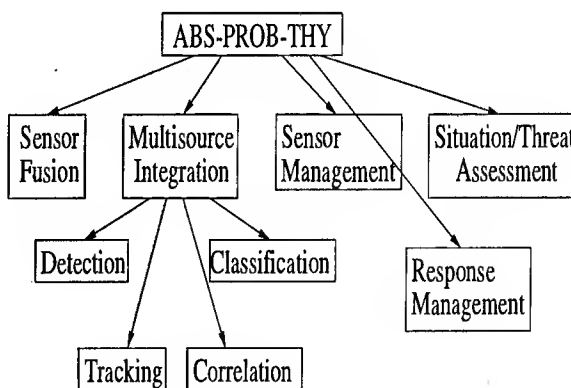 ABS-PROB-THY
Sensor
Fusion
Multisource
Integration
Sensor
Management
Situation/Threat
Assessment
Detection
Classification
Response
Management
Tracking
Correlation